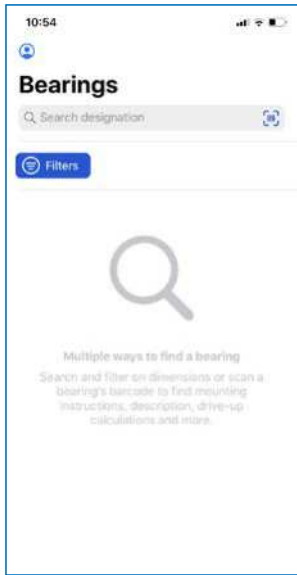 10:54
Bearings
Search designation
Filters
Multiple ways to find a bearing
Search and filter on dimensions or scan a
bearing's barcode to find mounting
instructions, description, drive-up
calculations and more.